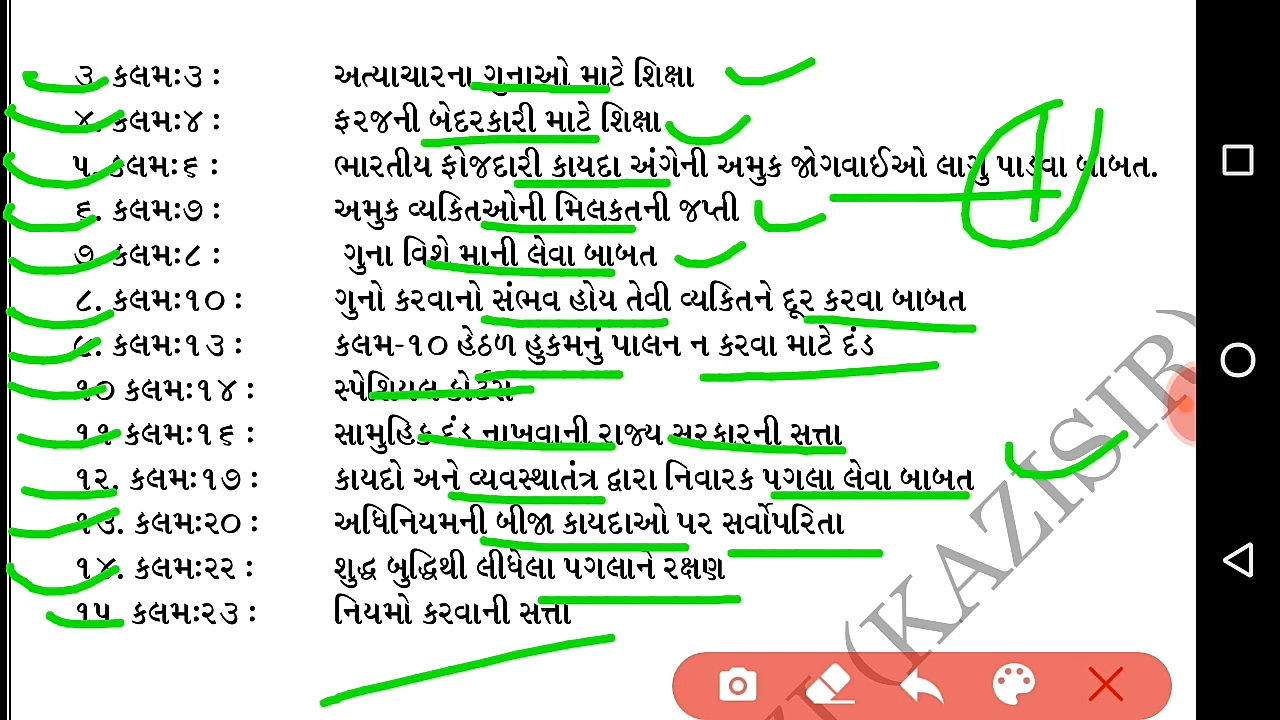 ૩. કલમઃ૩ : અત્યાચારના ગુનાઓ માટે શિક્ષા
૪. કલમઃ૪ : ફરજની બેદરકારી માટે શિક્ષા
૫. કલમઃ૬ : ભારતીય ફોજદારી કાયદા અંગેની અમુક જોગવાઈઓ લાગુ પાડવા બાબત.
૬. કલમઃ૭ : અમુક વ્યકિતઓની મિલકતની જપ્તી
૭. કલમઃ૮ : ગુના વિશે માની લેવા બાબત
૮. કલમઃ૧૦ : ગુનો કરવાનો સંભવ હોય તેવી વ્યકિતને દૂર કરવા બાબત
૯. કલમઃ૧૩ : કલમ-૧૦ હેઠળ હુકમનું પાલન ન કરવા માટે દંડ
૧૦ કલમઃ૧૪ : સ્પેશિયલ કોર્ટસ
૧૧ કલમઃ૧૬ : સામુહિક દંડ નાખવાની રાજ્ય સરકારની સત્તા
૧૨. કલમઃ૧૭ : કાયદો અને વ્યવસ્થાતંત્ર દ્વારા નિવારક પગલા લેવા બાબત
૧૩. કલમઃ૨૦ : અધિનિયમની બીજા કાયદાઓ પર સર્વોપરિતા
૧૪. કલમઃ૨૨ : શુદ્ધ બુદ્ધિથી લીધેલા પગલાને રક્ષણ
૧૫ કલમઃ૨૩ : નિયમો કરવાની સત્તા
(KAZISIR)